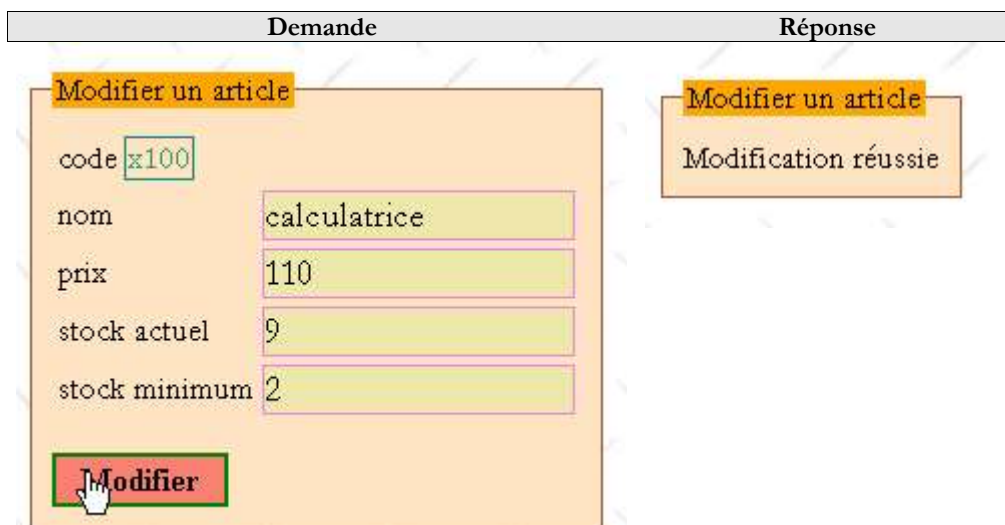 Demande Réponse
Modifier un article
code x100
nom calculatrice
prix 110
stock actuel 9
stock minimum 2
Modifier
Modifier un article
Modification réussie